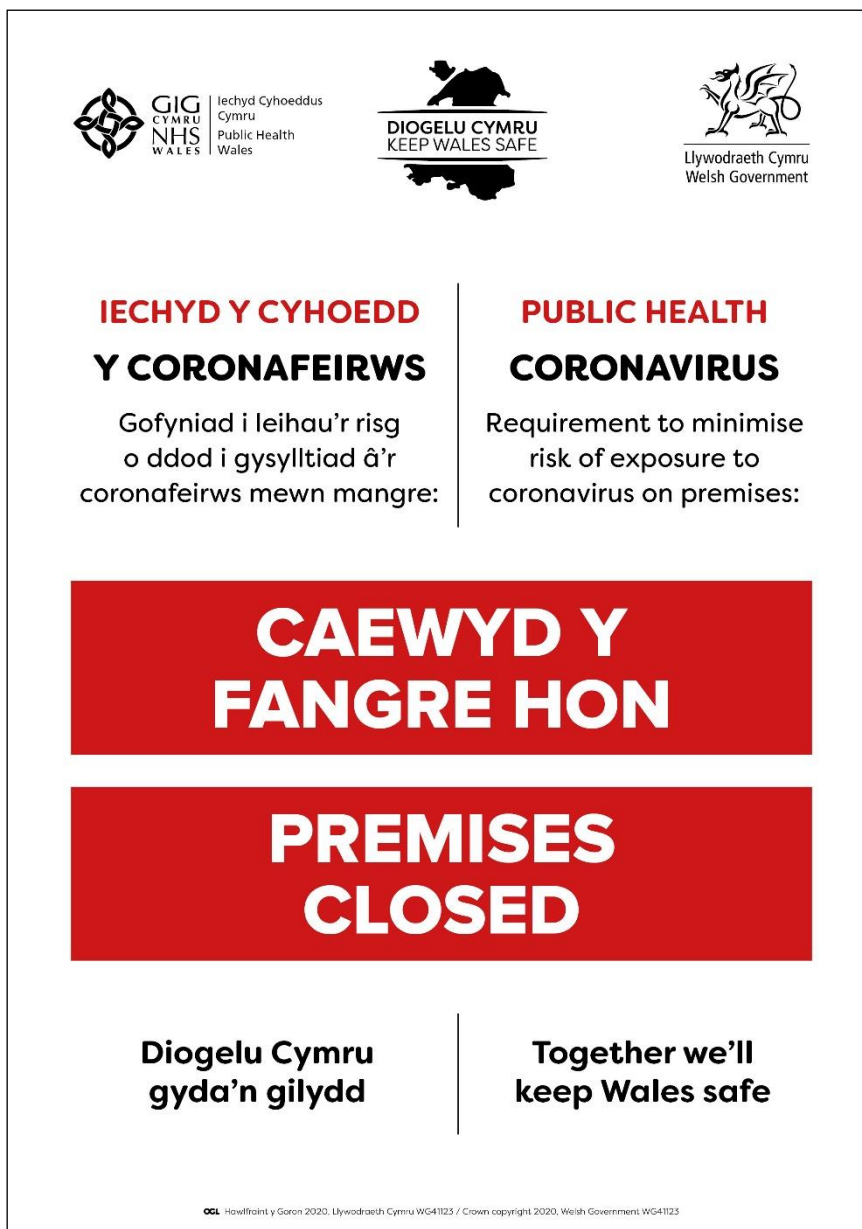 GIG
CYMRU
NHS
WALES
Iechyd Cyhoeddus
Cymru
Public Health
Wales
DIOGELU CYMRU
KEEP WALES SAFE
Llywodraeth Cymru
Welsh Government
IECHYD Y CYHOEDD
Y CORONAFEIRWS
Gofyniad i leihau’r risg
o ddod i gysylltiad â’r
coronafeirws mewn mangre:
PUBLIC HEALTH
CORONAVIRUS
Requirement to minimise
risk of exposure to
coronavirus on premises:
CAEWYD Y
FANGRE HON
PREMISES
CLOSED
Diogelu Cymru
gyda’n gilydd
Together we’ll
keep Wales safe
OGL Hawlfraint y Goron 2020, Llywodraeth Cymru WG41123 / Crown copyright 2020, Welsh Government WG41123